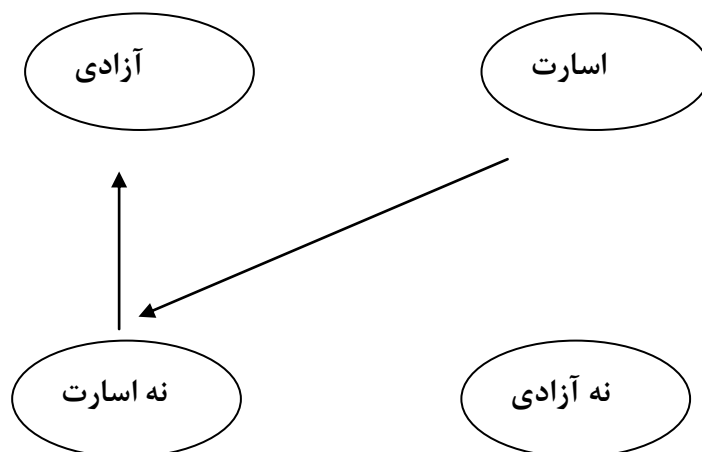 اسارت
آزادی
نه آزادی
نه اسارت